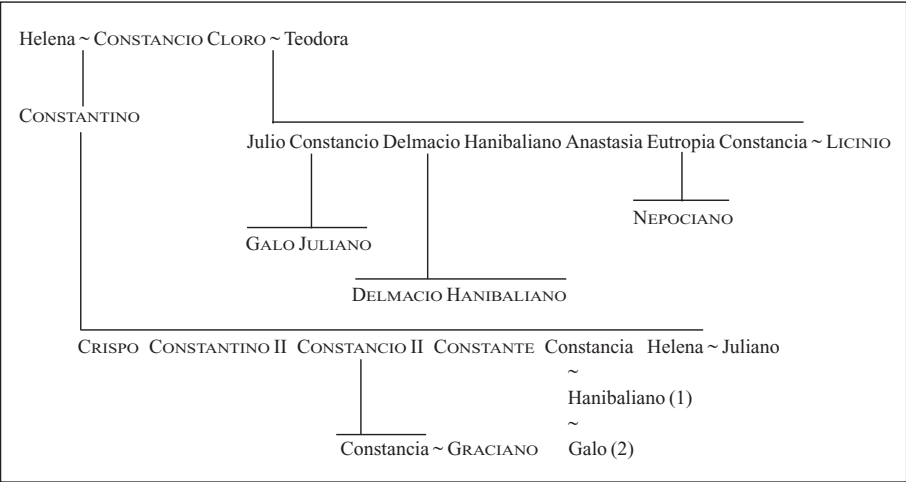 Helena ~ CONSTANCIO CLORO ~ Teodora
CONSTANTINO
Julio Constancio Delmacio Hanibaliano Anastasia Eutropia Constancia ~ LICINIO
NEPOCIANO
GALO JULIANO
DELMACIO HANIBALIANO
CRISPO CONSTANTINO II CONSTANCIO II CONSTANTE Constancia Helena ~ Juliano
~
Hanibaliano (1)
~
Constancia ~ GRACIANO Galo (2)